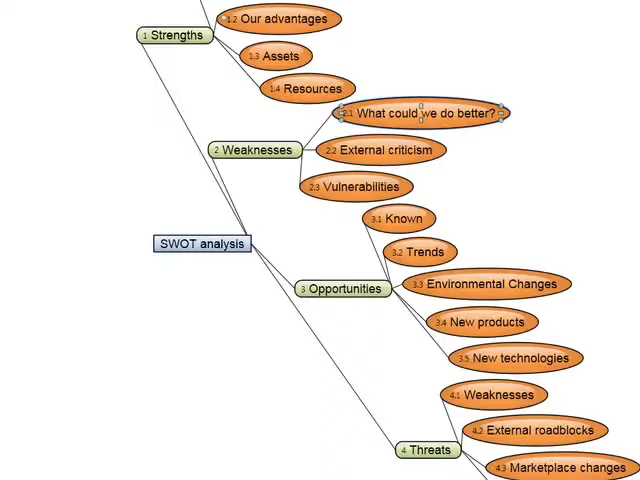 1.2 Our advantages
1 Strengths
1.3 Assets
1.4 Resources
2.1 What could we do better?
2 Weaknesses
2.2 External criticism
2.3 Vulnerabilities
3.1 Known
SWOT analysis
3.2 Trends
3 Opportunities
3.3 Environmental Changes
3.4 New products
3.5 New technologies
4.1 Weaknesses
4.2 External roadblocks
4 Threats
4.3 Marketplace changes